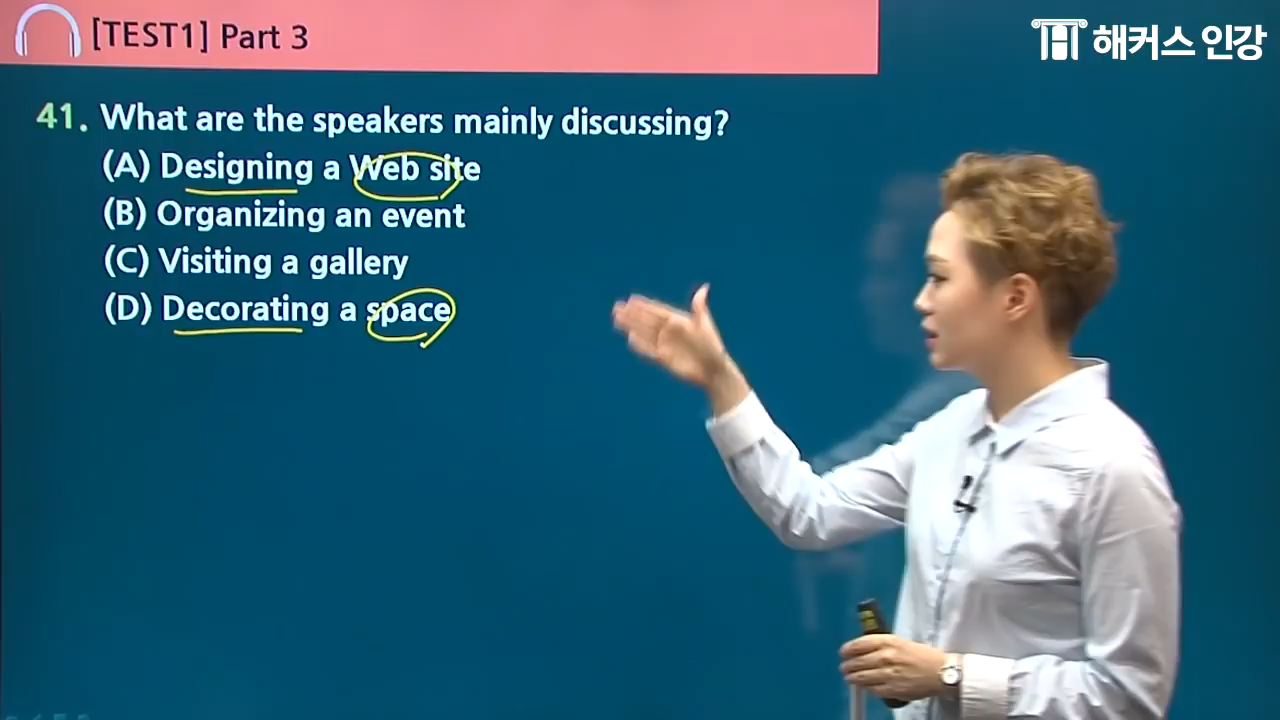 [TEST1] Part 3
해커스 인강
41. What are the speakers mainly discussing?
(A) Designing a Web site
(B) Organizing an event
(C) Visiting a gallery
(D) Decorating a space